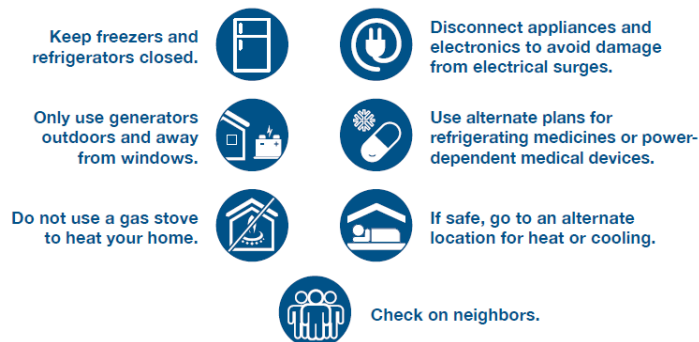 Keep freezers and
refrigerators closed.
Disconnect appliances and
electronics to avoid damage
from electrical surges.
Only use generators
outdoors and away
from windows.
Use alternate plans for
refrigerating medicines or power-
dependent medical devices.
Do not use a gas stove
to heat your home.
If safe, go to an alternate
location for heat or cooling.
Check on neighbors.